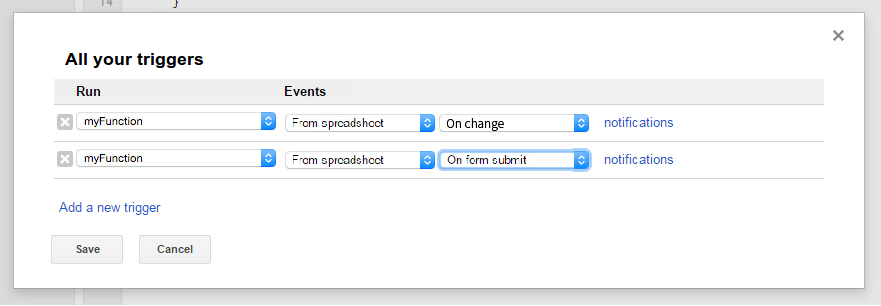 14 }
All your triggers
Run Events
myFunction From spreadsheet On change notifications
myFunction From spreadsheet On form submit notifications
Add a new trigger
Save Cancel